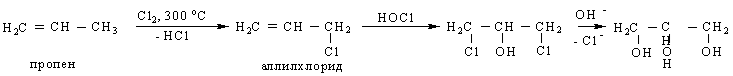 H₂C=CH—CH₃ Cl₂, 300 °C - HCl H₂C=CH—CH₂ Cl HOCl H₂C—CH—CH₂ Cl OH Cl OH⁻ - Cl⁻ H₂C—CH—CH₂ OH O H OH
пропен аллилхлорид